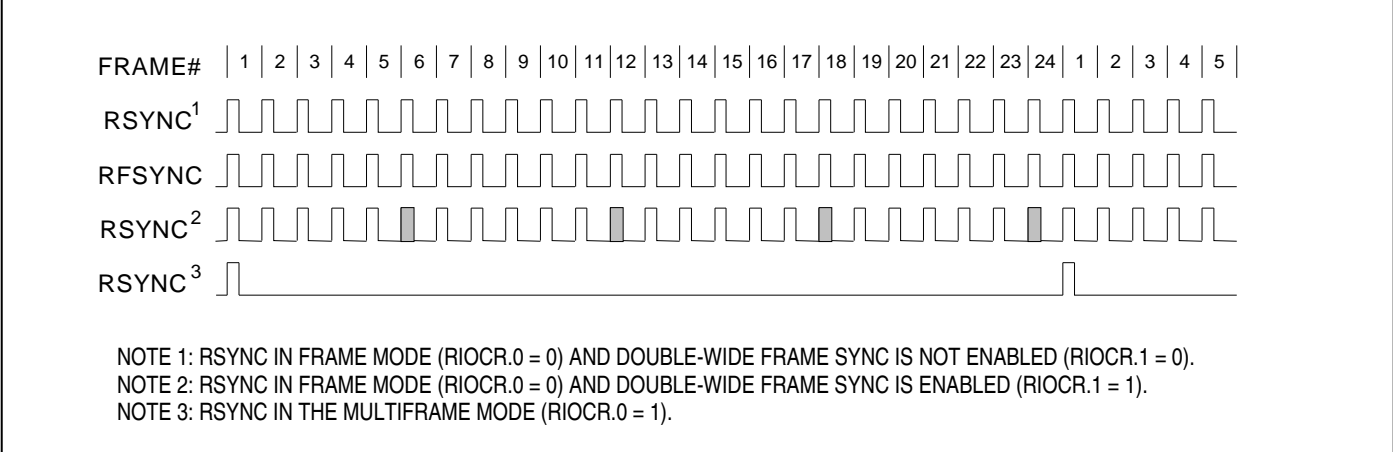 FRAME# 1 2 3 4 5 6 7 8 9 10 11 12 13 14 15 16 17 18 19 20 21 22 23 24 1 2 3 4 5
RSYNC1
RFSYNC
RSYNC2
RSYNC3
NOTE 1: RSYNC IN FRAME MODE (RIOCR.0 = 0) AND DOUBLE-WIDE FRAME SYNC IS NOT ENABLED (RIOCR.1 = 0).
NOTE 2: RSYNC IN FRAME MODE (RIOCR.0 = 0) AND DOUBLE-WIDE FRAME SYNC IS ENABLED (RIOCR.1 = 1).
NOTE 3: RSYNC IN THE MULTIFRAME MODE (RIOCR.0 = 1).